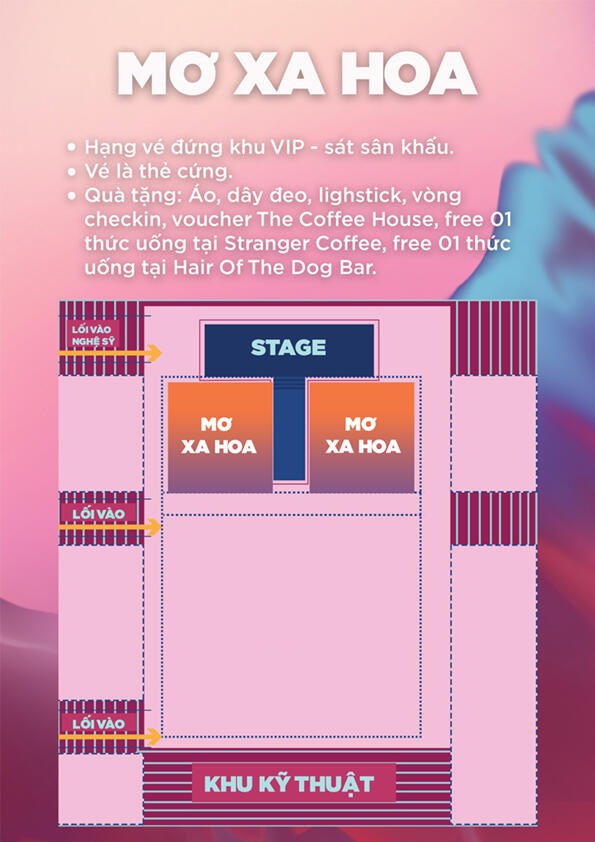 MƠ XA HOA
• Hạng vé đứng khu VIP - sát sân khấu.
• Vé là thẻ cứng.
• Quà tặng: Áo, dây đeo, lighstick, vòng
checkin, voucher The Coffee House, free 01
thức uống tại Stranger Coffee, free 01 thức
uống tại Hair Of The Dog Bar.
LỐI VÀO
NGHỆ SỸ
STAGE
MƠ
XA HOA
MƠ
XA HOA
LỐI VÀO
LỐI VÀO
KHU KỸ THUẬT